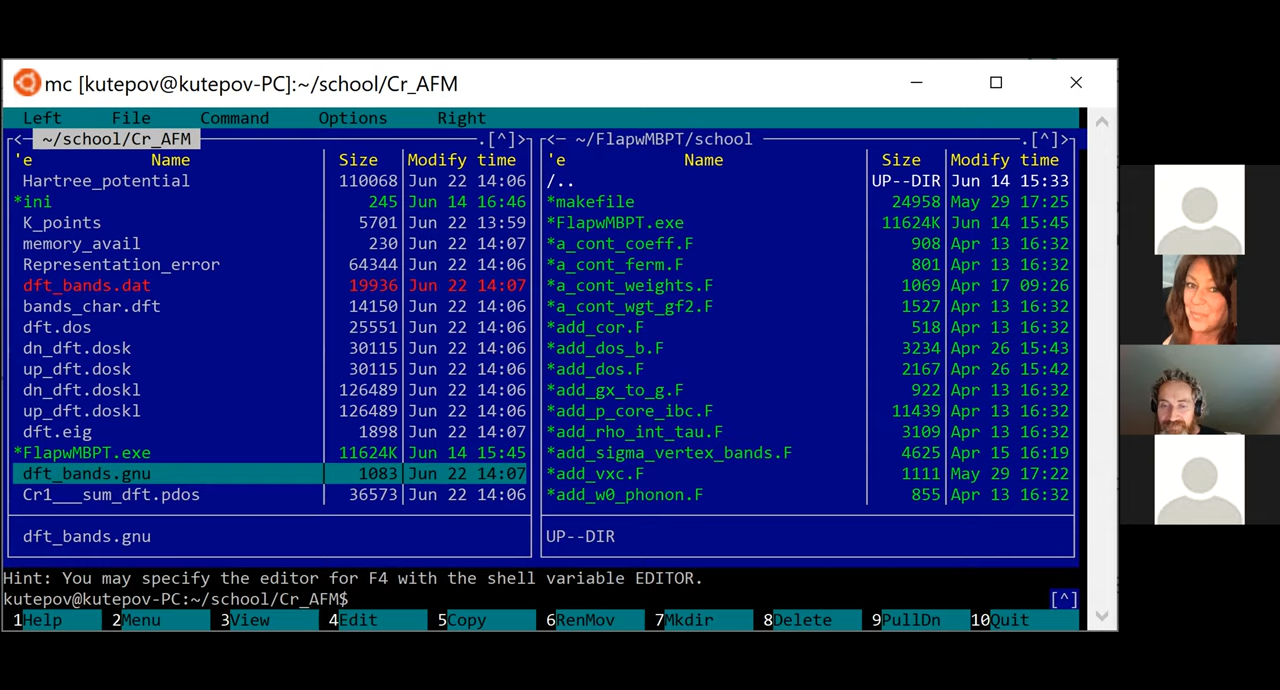 mc [kutepov@kutepov-PC]:~/school/Cr_AFM
Left File Command Options Right
<─ ~/school/Cr_AFM .[^]> <─ ~/FlapwMBPT/school .[^]>
'e Name Size Modify time 'e Name Size Modify time
Hartree_potential 110068 Jun 22 14:06 /.. UP--DIR Jun 14 15:33
*ini 245 Jun 14 16:46 *makefile 24958 May 29 17:25
K_points 5701 Jun 22 13:59 *FlapwMBPT.exe 11624K Jun 14 15:45
memory_avail 230 Jun 22 14:07 *a_cont_coeff.F 908 Apr 13 16:32
Representation_error 64344 Jun 22 14:06 *a_cont_ferm.F 801 Apr 13 16:32
dft_bands.dat 19936 Jun 22 14:07 *a_cont_weights.F 1069 Apr 17 09:26
bands_char.dft 14150 Jun 22 14:06 *a_cont_wgt_gf2.F 1527 Apr 13 16:32
dft.dos 25551 Jun 22 14:06 *add_cor.F 518 Apr 13 16:32
dn_dft.dosk 30115 Jun 22 14:06 *add_dos_b.F 3234 Apr 26 15:43
up_dft.dosk 30115 Jun 22 14:06 *add_dos.F 2167 Apr 26 15:42
dn_dft.doskl 126489 Jun 22 14:06 *add_gx_to_g.F 922 Apr 13 16:32
up_dft.doskl 126489 Jun 22 14:06 *add_p_core_ibc.F 11439 Apr 13 16:32
dft.eig 1898 Jun 22 14:07 *add_rho_int_tau.F 3109 Apr 13 16:32
*FlapwMBPT.exe 11624K Jun 14 15:45 *add_sigma_vertex_bands.F 4625 Apr 15 16:19
dft_bands.gnu 1083 Jun 22 14:07 *add_vxc.F 1111 May 29 17:22
Cr1___sum_dft.pdos 36573 Jun 22 14:06 *add_w0_phonon.F 855 Apr 13 16:32
dft_bands.gnu UP--DIR
Hint: You may specify the editor for F4 with the shell variable EDITOR.
kutepov@kutepov-PC:~/school/Cr_AFM$ [^]
1Help 2Menu 3View 4Edit 5Copy 6RenMov 7Mkdir 8Delete 9PullDn 10Quit